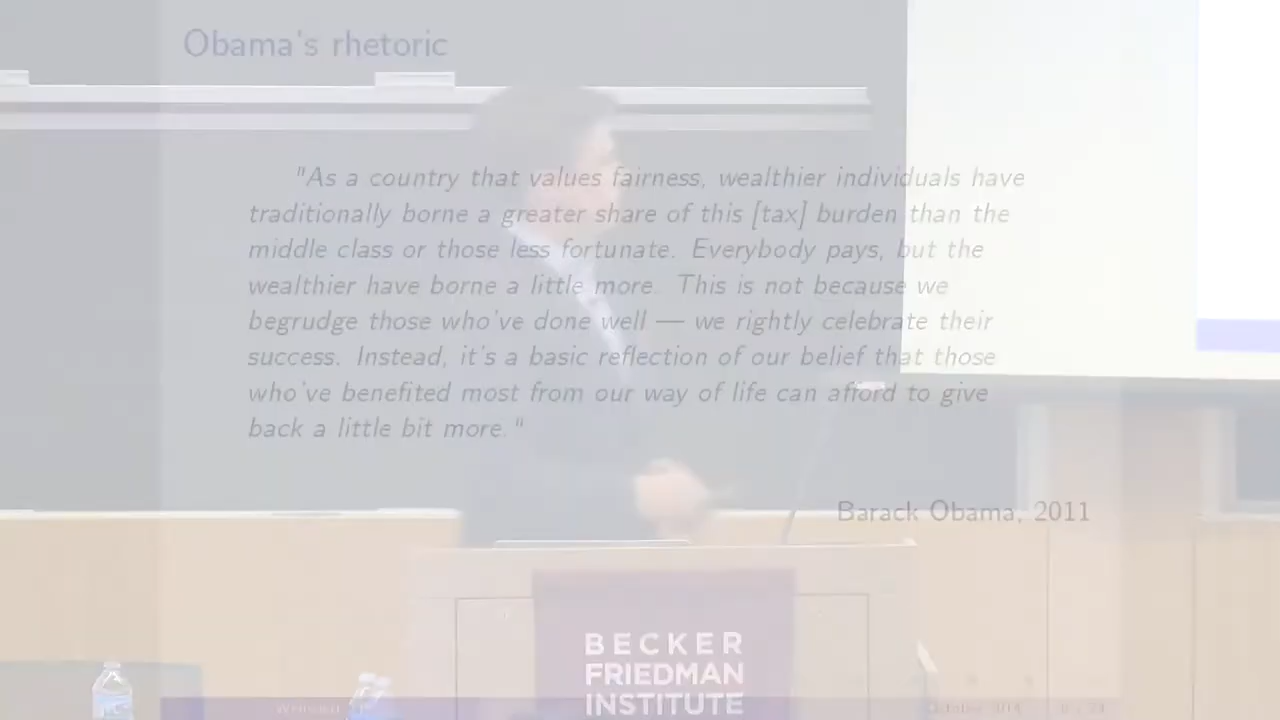 Obama's rhetoric
"As a country that values fairness, wealthier individuals have
traditionally borne a greater share of this [tax] burden than the
middle class or those less fortunate. Everybody pays, but the
wealthier have borne a little more. This is not because we
begrudge those who've done well — we rightly celebrate their
success. Instead, it's a basic reflection of our belief that those
who've benefited most from our way of life can afford to give
back a little bit more."
Barack Obama, 2011
BECKER
FRIEDMAN
INSTITUTE